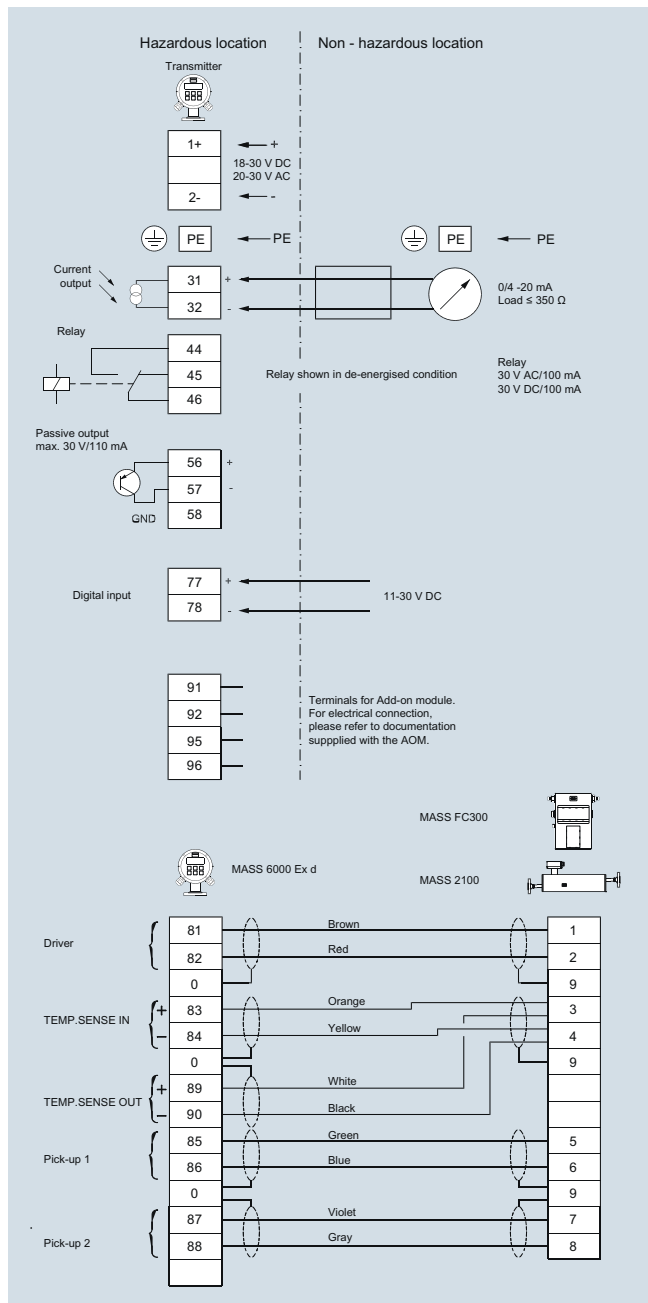 Hazardous location
Non - hazardous location
Transmitter
1+
+
18-30 V DC
20-30 V AC
2-
-
PE
PE
PE
PE
Current
output
31
+
32
-
0/4 -20 mA
Load ≤ 350 Ω
Relay
44
45
46
Relay shown in de-energised condition
Relay
30 V AC/100 mA
30 V DC/100 mA
Passive output
max. 30 V/110 mA
56
+
57
-
58
GND
Digital input
77
+
78
-
11-30 V DC
91
92
95
96
Terminals for Add-on module.
For electrical connection,
please refer to documentation
suppplied with the AOM.
MASS FC300
MASS 6000 Ex d
MASS 2100
Driver
81
Brown
1
82
Red
2
0
9
TEMP.SENSE IN
+
83
Orange
3
–
84
Yellow
4
0
9
TEMP.SENSE OUT
+
89
White
–
90
Black
Pick-up 1
85
Green
5
86
Blue
6
0
9
Pick-up 2
87
Violet
7
88
Gray
8